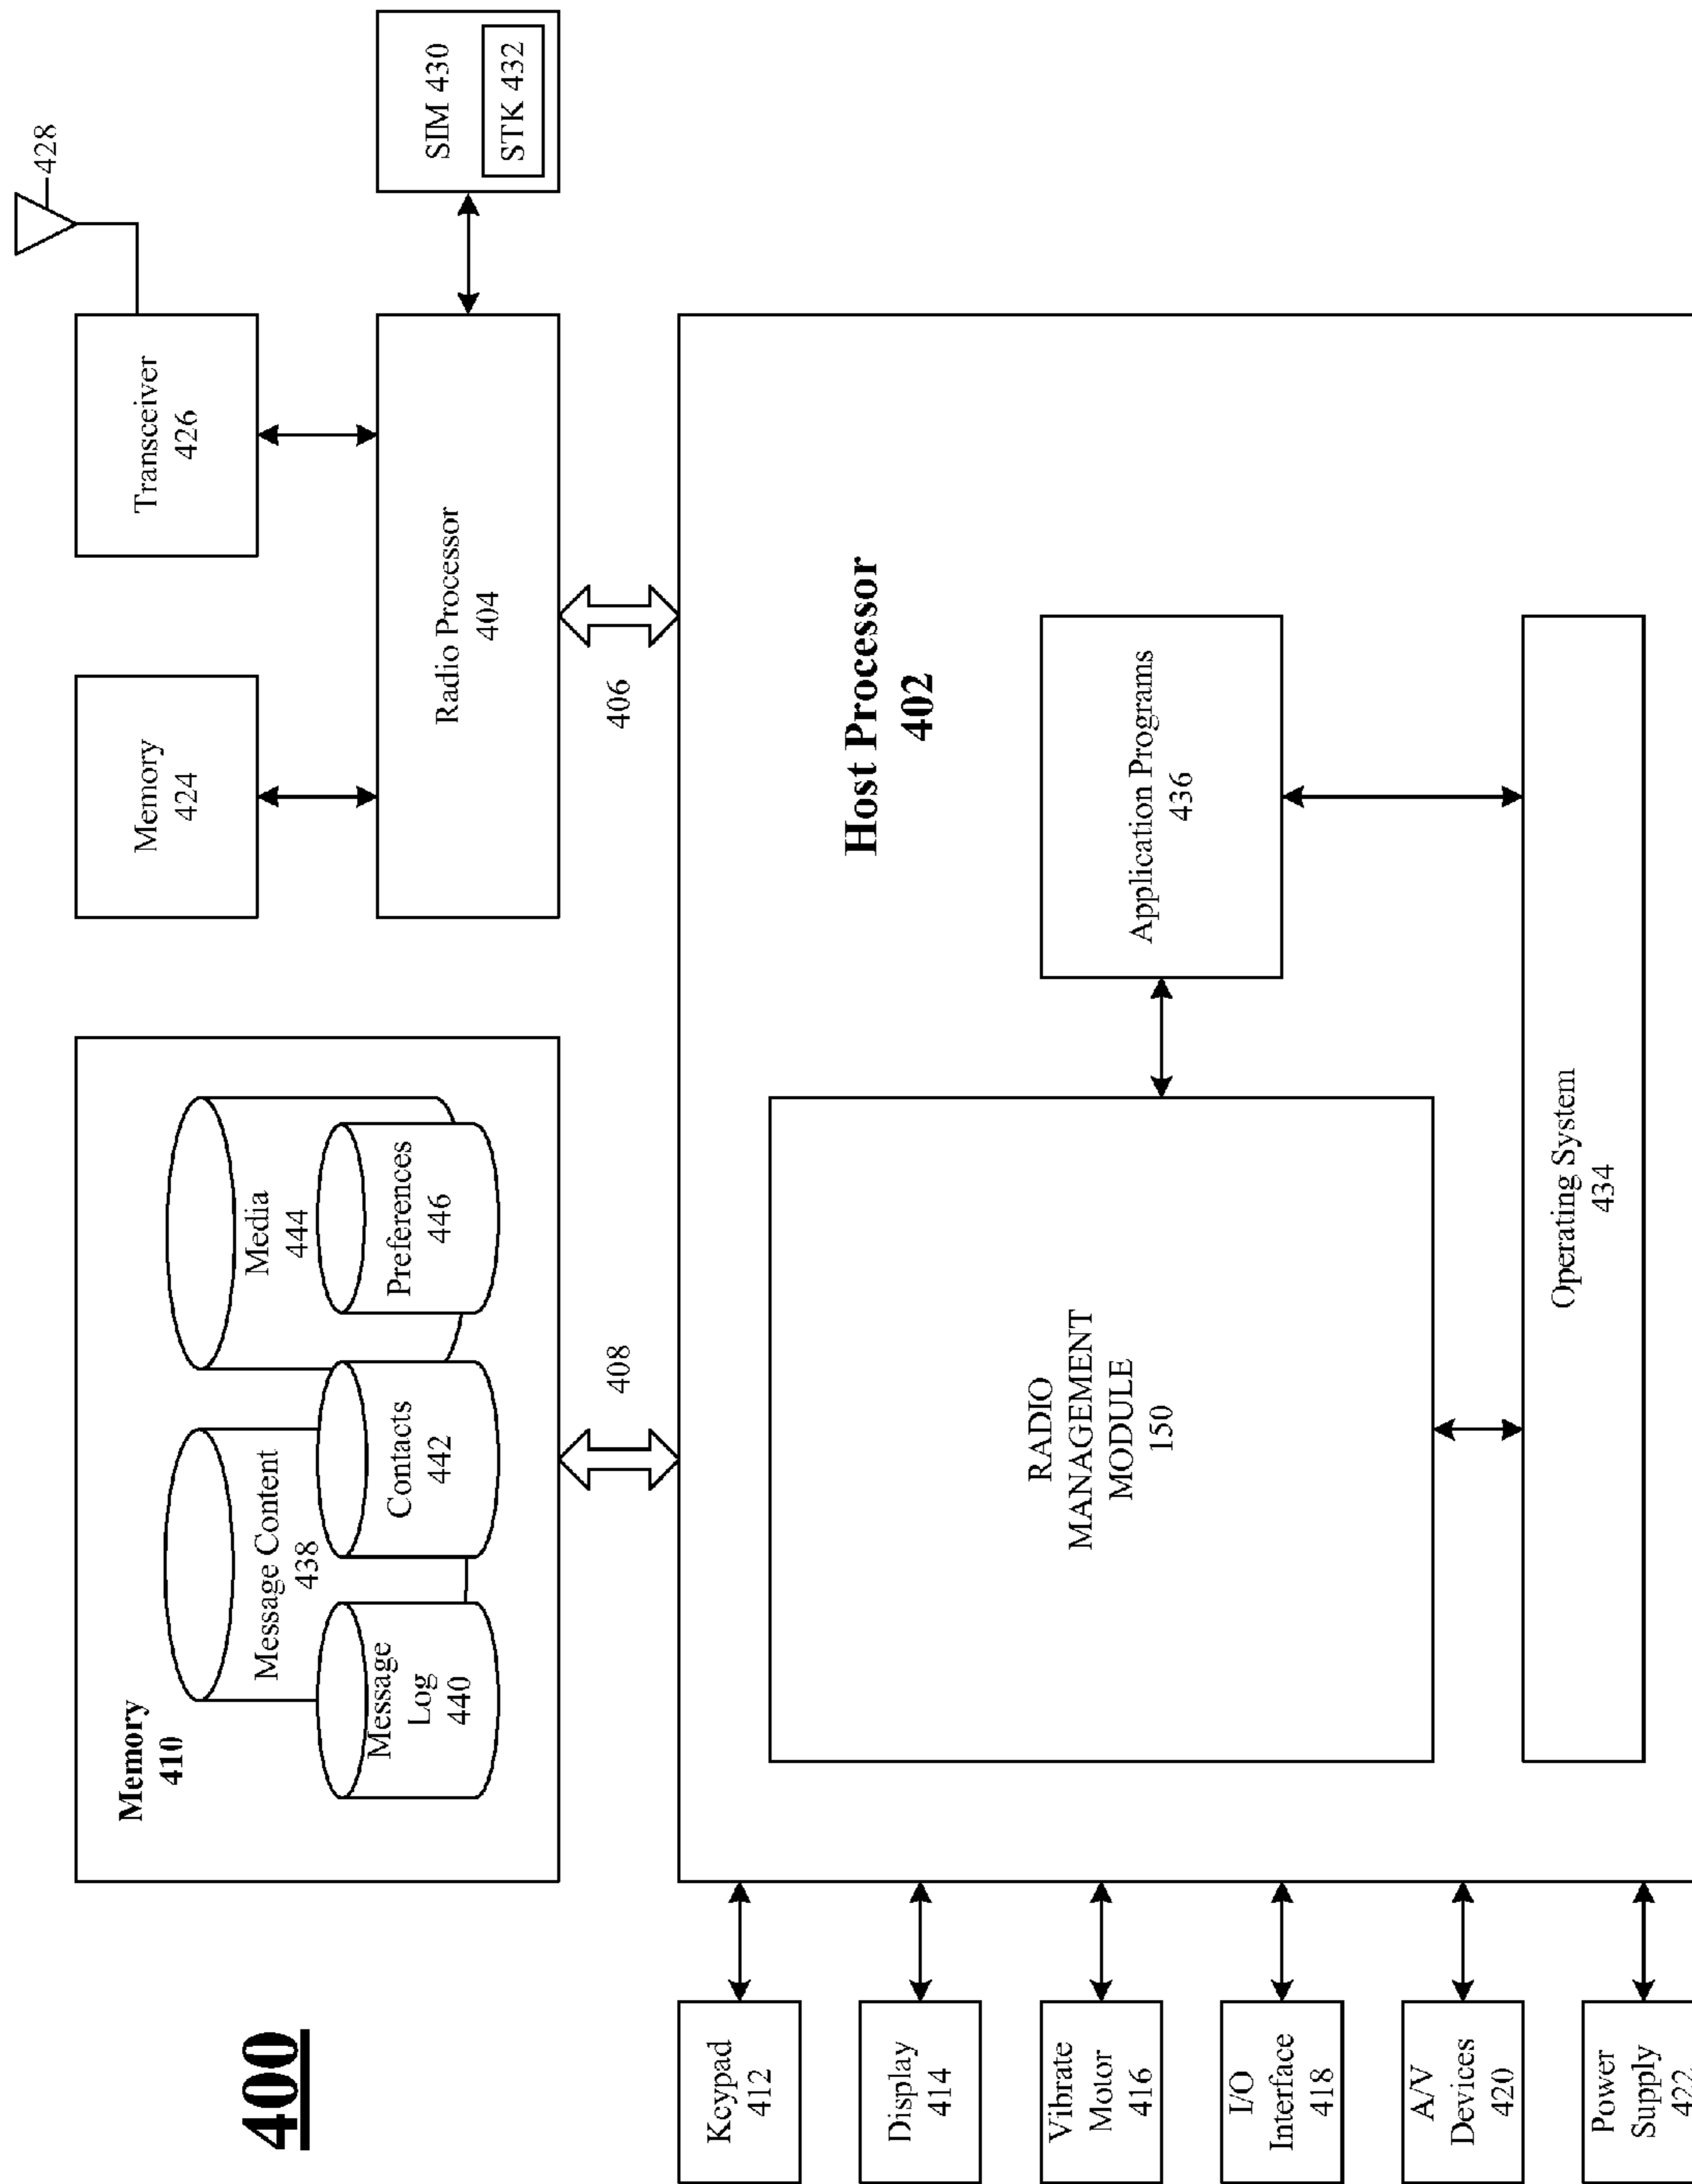 400
Memory
410
Message Content
438
Message
Log
440
Contacts
442
Media
444
Preferences
446
Memory
424
Transceiver
426
428
Radio Processor
404
SIM 430
STK 432
408
406
Keypad
412
Display
414
Vibrate
Motor
416
I/O
Interface
418
A/V
Devices
420
Power
Supply
422
Host Processor
402
RADIO
MANAGEMENT
MODULE
150
Application Programs
436
Operating System
434